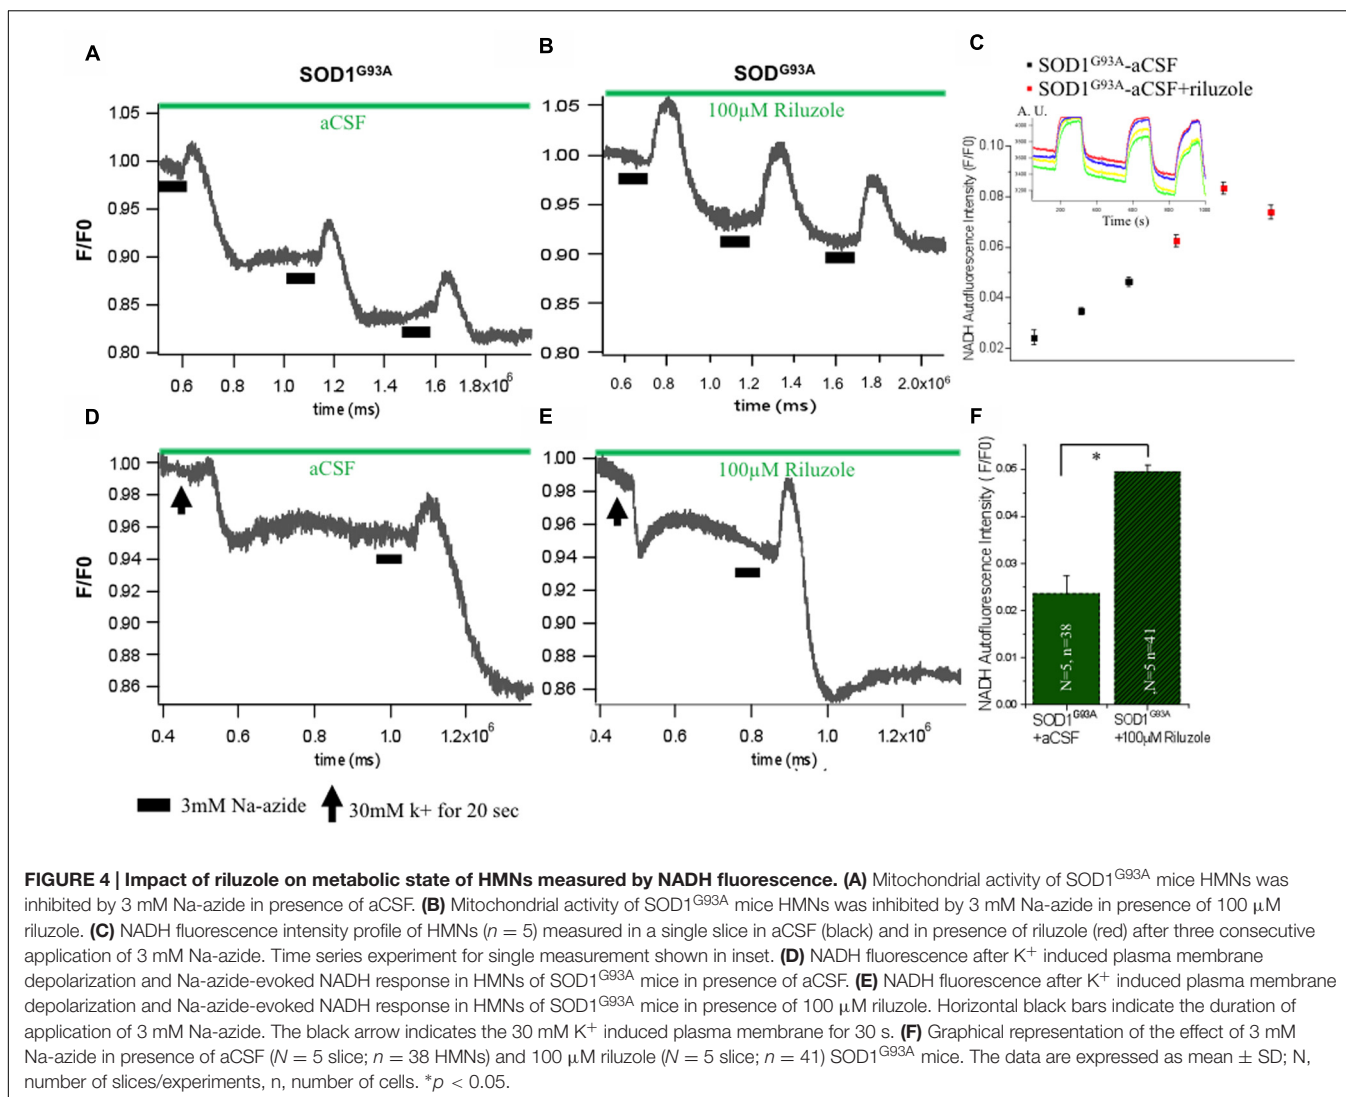 A
SOD1G93A
1.05
1.00
0.95
0.90
0.85
0.80
F/F0
aCSF
0.6
1.0
1.2
1.4
1.6
1.8x10^6
time (ms)
B
SODG93A
1.05
1.00
0.95
0.90
0.85
0.80
100μM Riluzole
0.6
0.8
1.0
1.2
1.4
1.6
1.8
2.0x10^6
time (ms)
C
SOD1G93A-aCSF
SOD1G93A-aCSF+riluzole
A. U.
4000
3800
3600
3400
3200
200
400
600
800
1000
Time (s)
0.10
0.08
0.06
0.04
0.02
NADH Autofluorescence Intensity (F/F0)
D
1.00
0.98
0.96
0.94
0.92
0.90
0.88
0.86
F/F0
aCSF
0.4
0.6
0.8
1.0
1.2x10^6
time (ms)
E
1.00
0.98
0.96
0.94
0.92
0.90
0.88
0.86
100μM Riluzole
0.4
0.6
0.8
1.0
1.2x10^6
time (ms)
F
NADH Autofluorescence Intensity ( F/F0)
0.05
0.03
0.02
0.01
0.00
*
N=5, n=38
,N=5 n=41
SOD1G93A
+aCSF
SOD1G93A
+100μM Riluzole
3mM Na-azide
30mM k+ for 20 sec
FIGURE 4 | Impact of riluzole on metabolic state of HMNs measured by NADH fluorescence. (A) Mitochondrial activity of SOD1G93A mice HMNs was
inhibited by 3 mM Na-azide in presence of aCSF. (B) Mitochondrial activity of SOD1G93A mice HMNs was inhibited by 3 mM Na-azide in presence of 100 μM
riluzole. (C) NADH fluorescence intensity profile of HMNs (n = 5) measured in a single slice in aCSF (black) and in presence of riluzole (red) after three consecutive
application of 3 mM Na-azide. Time series experiment for single measurement shown in inset. (D) NADH fluorescence after K+ induced plasma membrane
depolarization and Na-azide-evoked NADH response in HMNs of SOD1G93A mice in presence of aCSF. (E) NADH fluorescence after K+ induced plasma membrane
depolarization and Na-azide-evoked NADH response in HMNs of SOD1G93A mice in presence of 100 μM riluzole. Horizontal black bars indicate the duration of
application of 3 mM Na-azide. The black arrow indicates the 30 mM K+ induced plasma membrane for 30 s. (F) Graphical representation of the effect of 3 mM
Na-azide in presence of aCSF (N = 5 slice; n = 38 HMNs) and 100 μM riluzole (N = 5 slice; n = 41) SOD1G93A mice. The data are expressed as mean ± SD; N,
number of slices/experiments, n, number of cells. *p < 0.05.